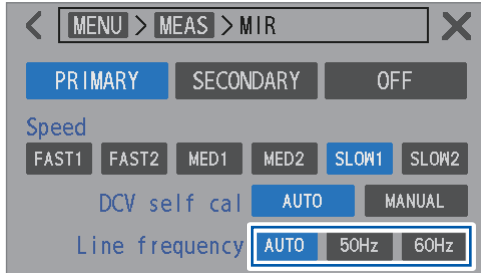 MENU > MEAS > MIR
PRIMARY SECONDARY OFF
Speed
FAST1 FAST2 MED1 MED2 SLOW1 SLOW2
DCV self cal AUTO MANUAL
Line frequency AUTO 50Hz 60Hz